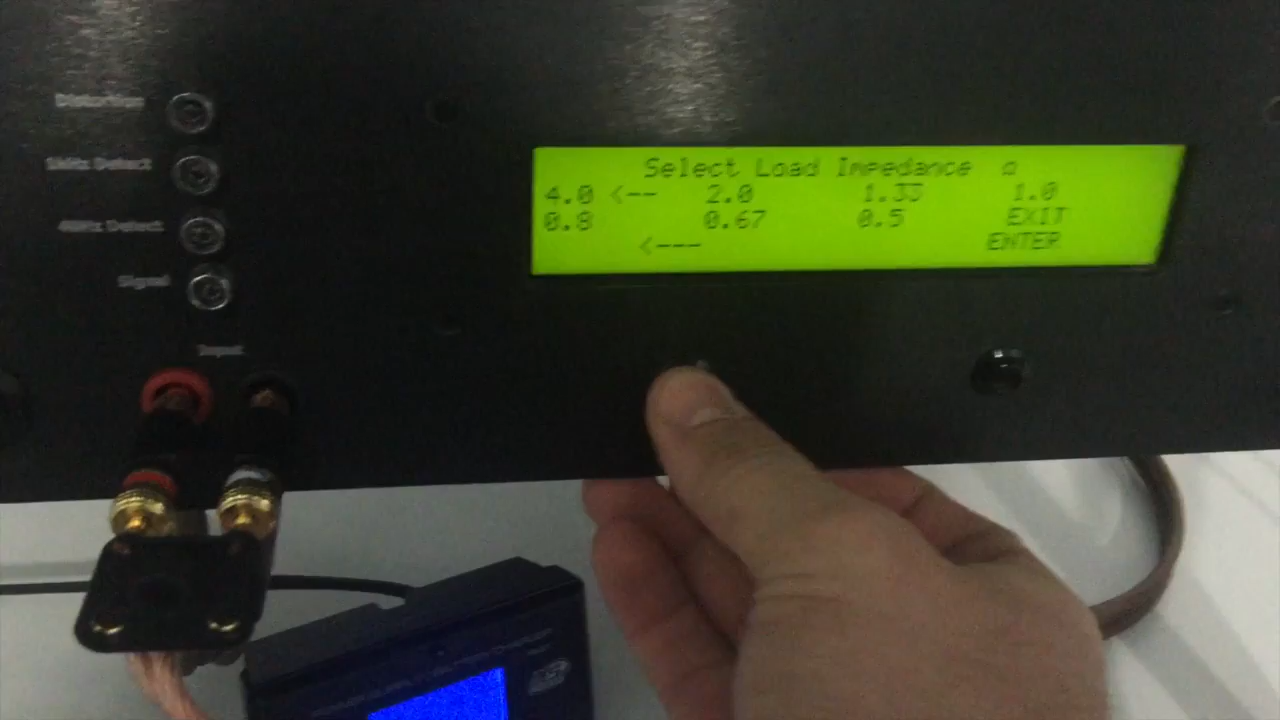 Distortion
1kHz Detect
40Hz Detect
Signal
Input
Select Load Impedance Ω
4.0 <-- 2.0 1.33 1.0
0.8 0.67 0.5 EXIT
<--- ENTER